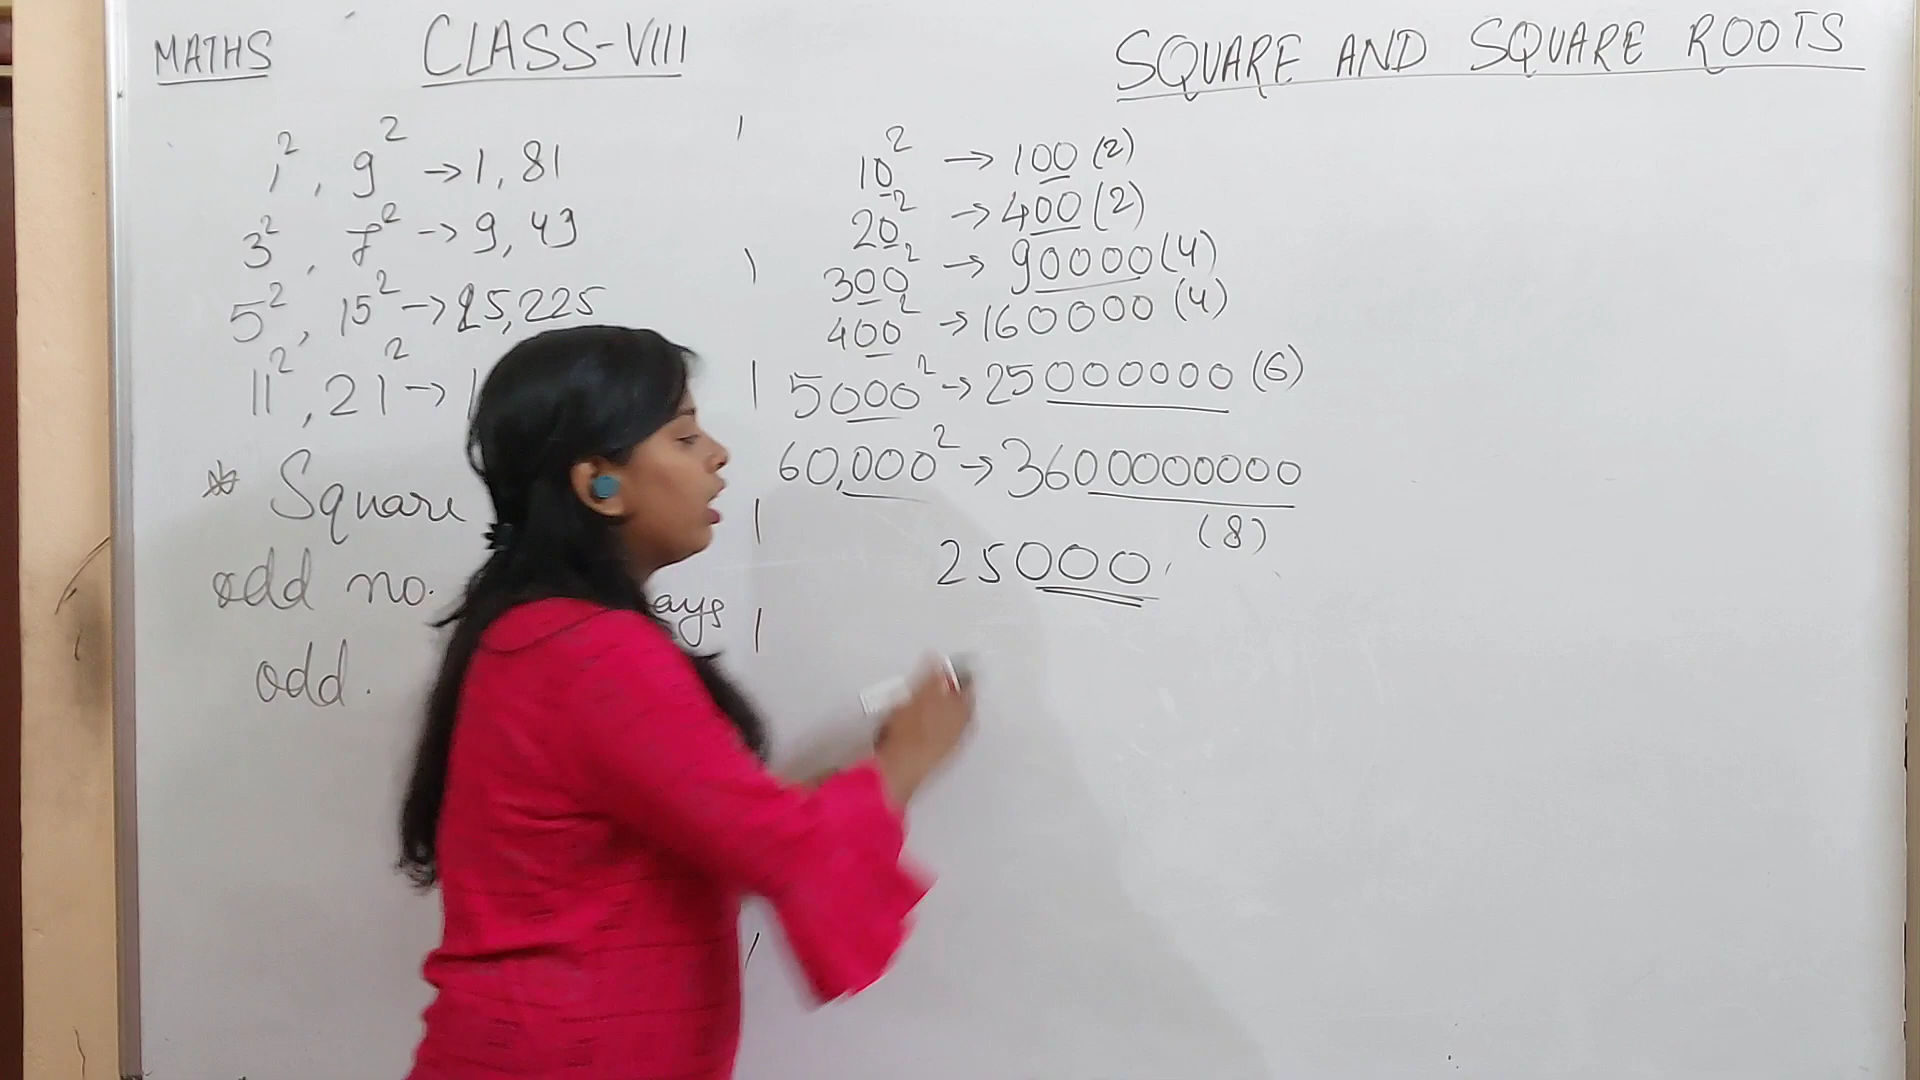 MATHS CLASS-VIII SQUARE AND SQUARE ROOTS
1², 9² → 1, 81
3², 7² → 9, 49
5², 15² → 25, 225
11², 21² →
* Square
odd no.
odd.
10² → 100 (2)
20² → 400 (2)
300² → 90000 (4)
400² → 160000 (4)
5000² → 25000000 (6)
60,000² → 3600000000
(8)
25000